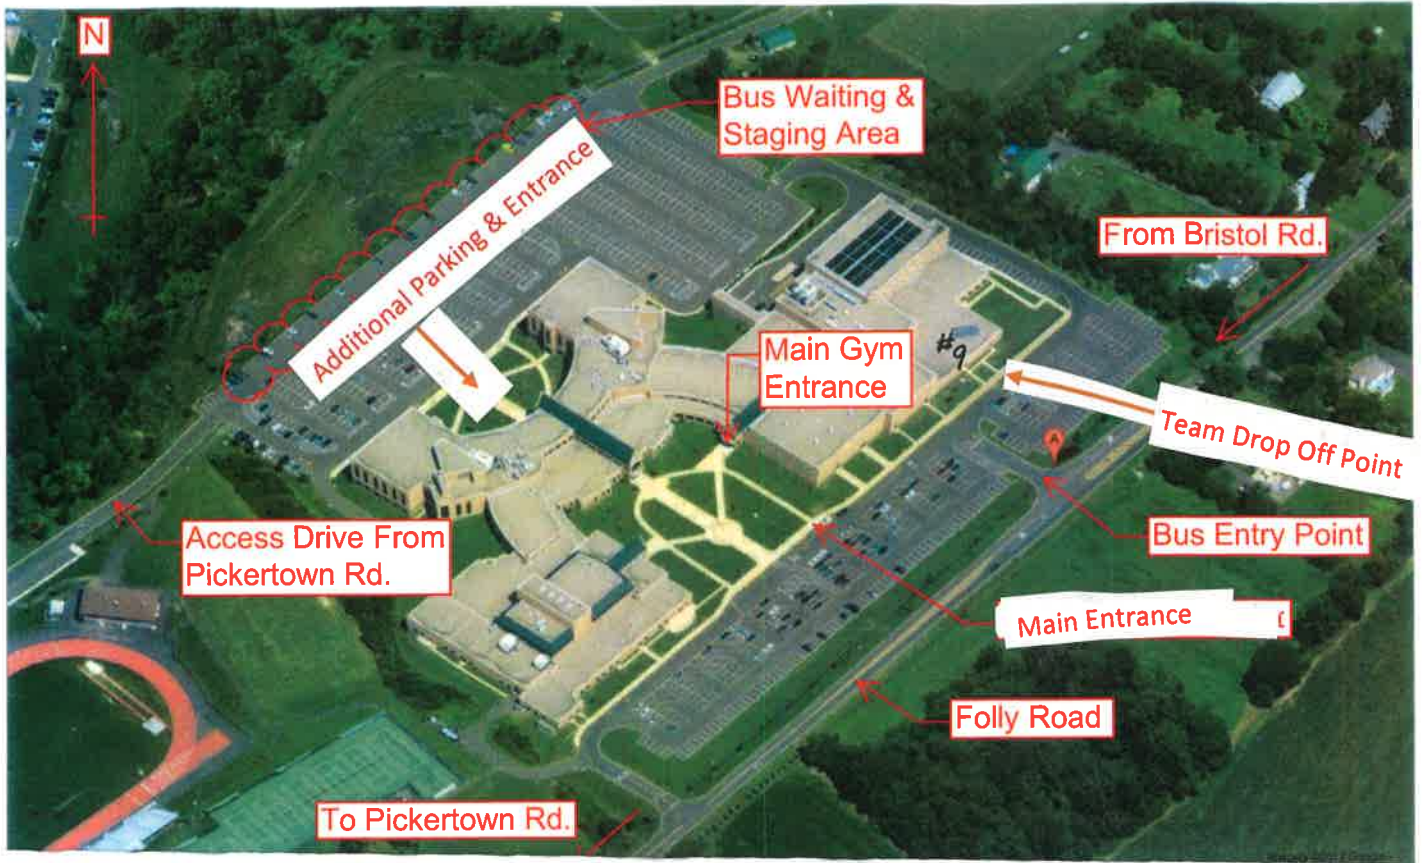 N
Bus Waiting &
Staging Area
Additional Parking & Entrance
From Bristol Rd.
Main Gym
Entrance
#9
Team Drop Off Point
A
Bus Entry Point
Access Drive From
Pickertown Rd.
Main Entrance
Folly Road
To Pickertown Rd.